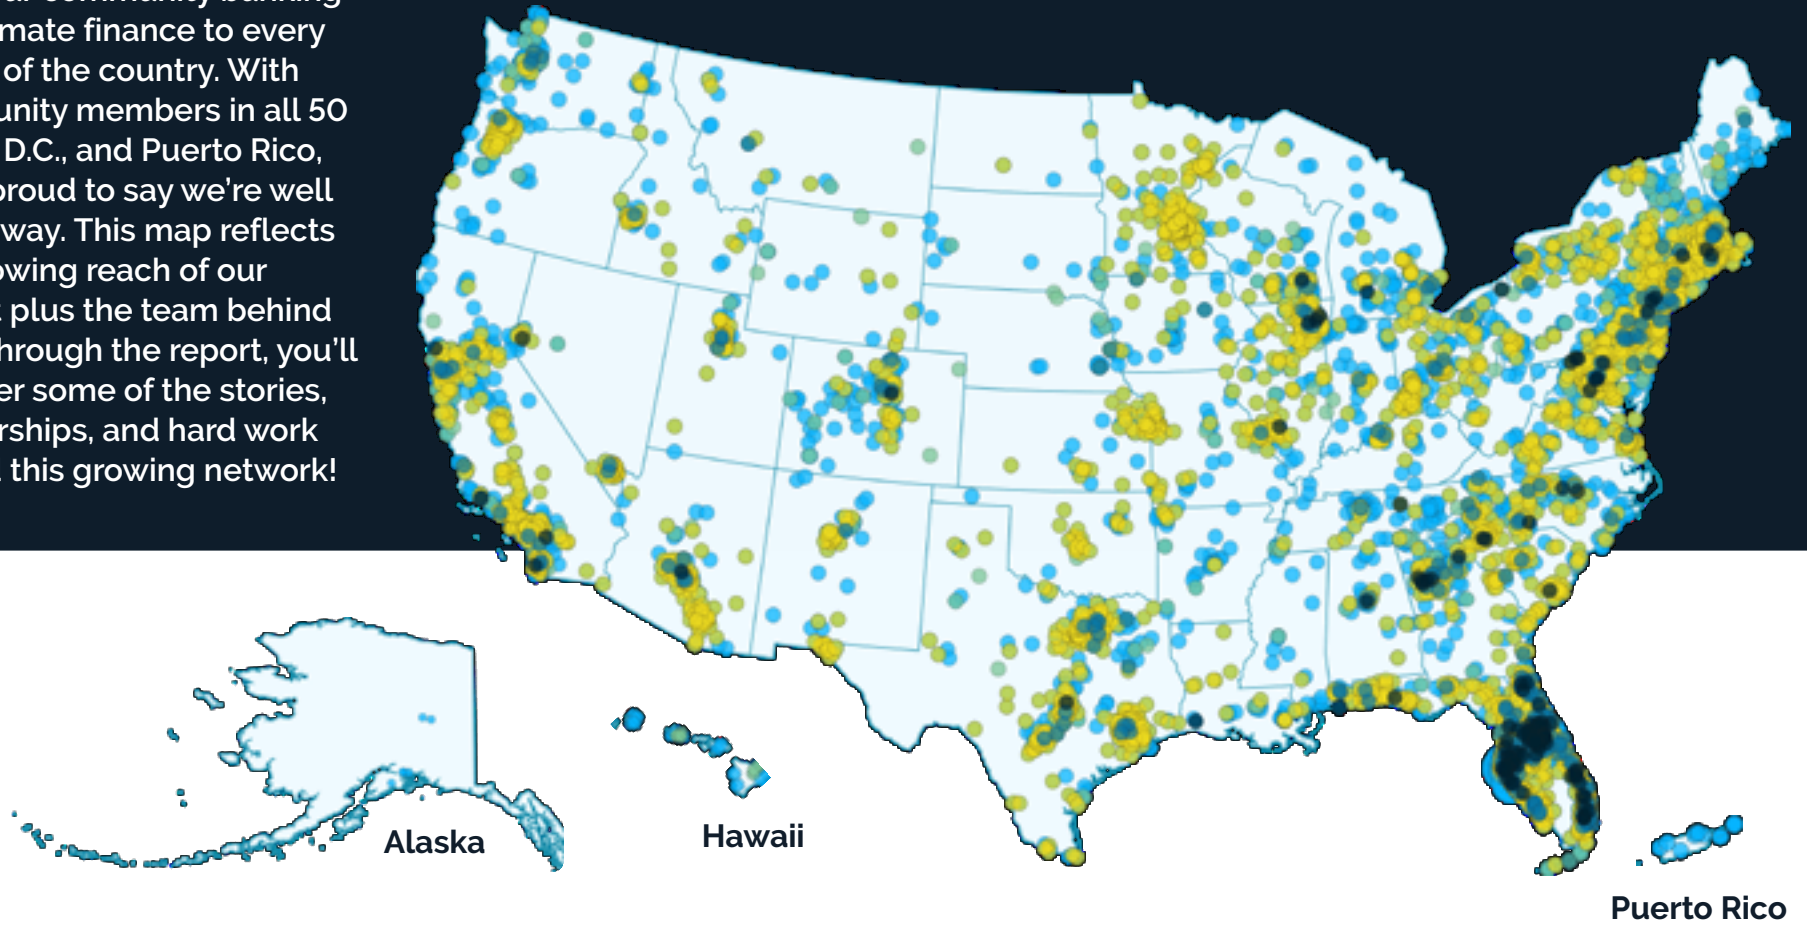 community banking
mate finance to every
of the country. With
unity members in all 50
D.C., and Puerto Rico,
proud to say we're well
way. This map reflects
owing reach of our
plus the team behind
hrough the report, you'll
er some of the stories,
rships, and hard work
this growing network!
Alaska
Hawaii
Puerto Rico